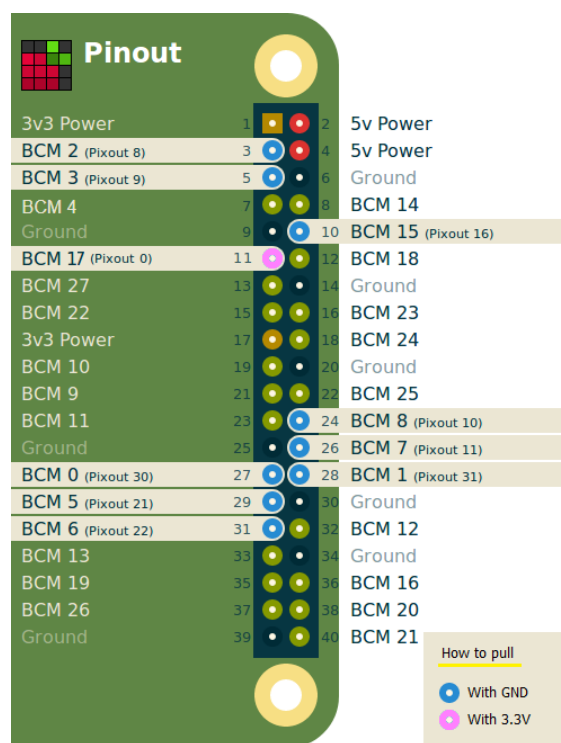 Pinout
3v3 Power 1 2 5v Power
BCM 2 (Pixout 8) 3 4 5v Power
BCM 3 (Pixout 9) 5 6 Ground
BCM 4 7 8 BCM 14
Ground 9 10 BCM 15 (Pixout 16)
BCM 17 (Pixout 0) 11 12 BCM 18
BCM 27 13 14 Ground
BCM 22 15 16 BCM 23
3v3 Power 17 18 BCM 24
BCM 10 19 20 Ground
BCM 9 21 22 BCM 25
BCM 11 23 24 BCM 8 (Pixout 10)
Ground 25 26 BCM 7 (Pixout 11)
BCM 0 (Pixout 30) 27 28 BCM 1 (Pixout 31)
BCM 5 (Pixout 21) 29 30 Ground
BCM 6 (Pixout 22) 31 32 BCM 12
BCM 13 33 34 Ground
BCM 19 35 36 BCM 16
BCM 26 37 38 BCM 20
Ground 39 40 BCM 21
How to pull
With GND
With 3.3V